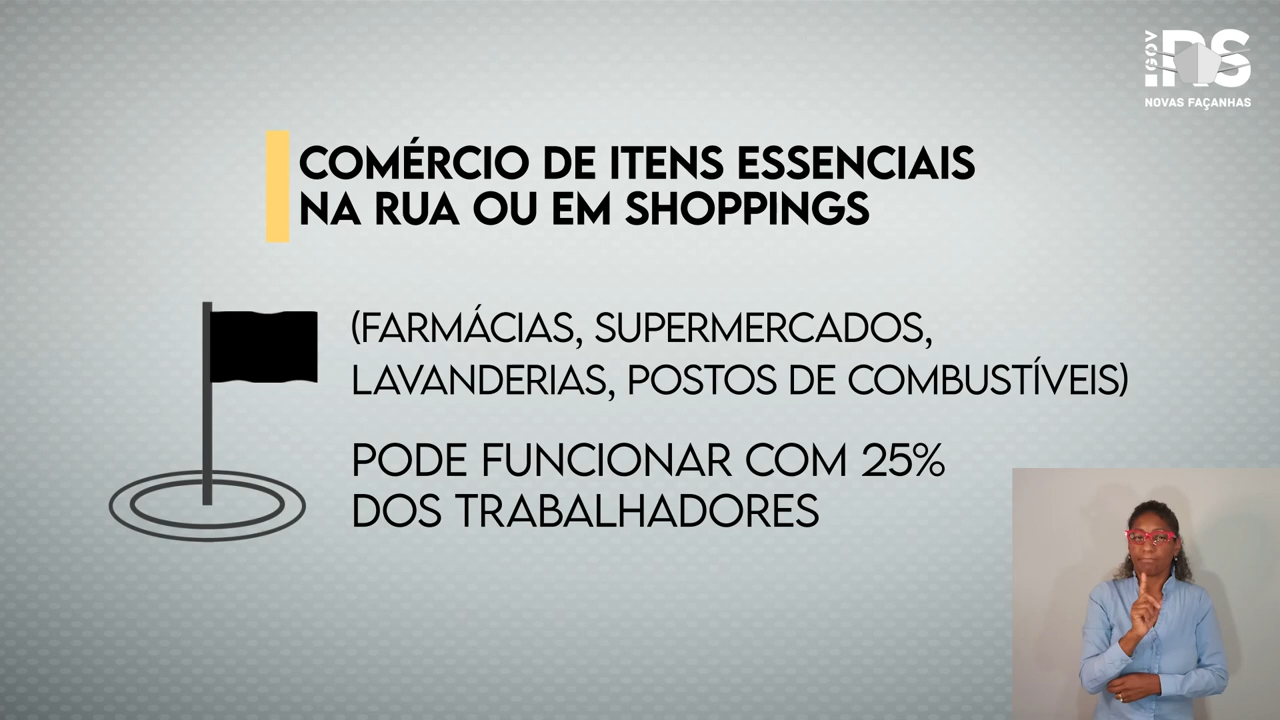 GOV RS
NOVAS FAÇANHAS
COMÉRCIO DE ITENS ESSENCIAIS
NA RUA OU EM SHOPPINGS
(FARMÁCIAS, SUPERMERCADOS,
LAVANDERIAS, POSTOS DE COMBUSTÍVEIS)
PODE FUNCIONAR COM 25%
DOS TRABALHADORES